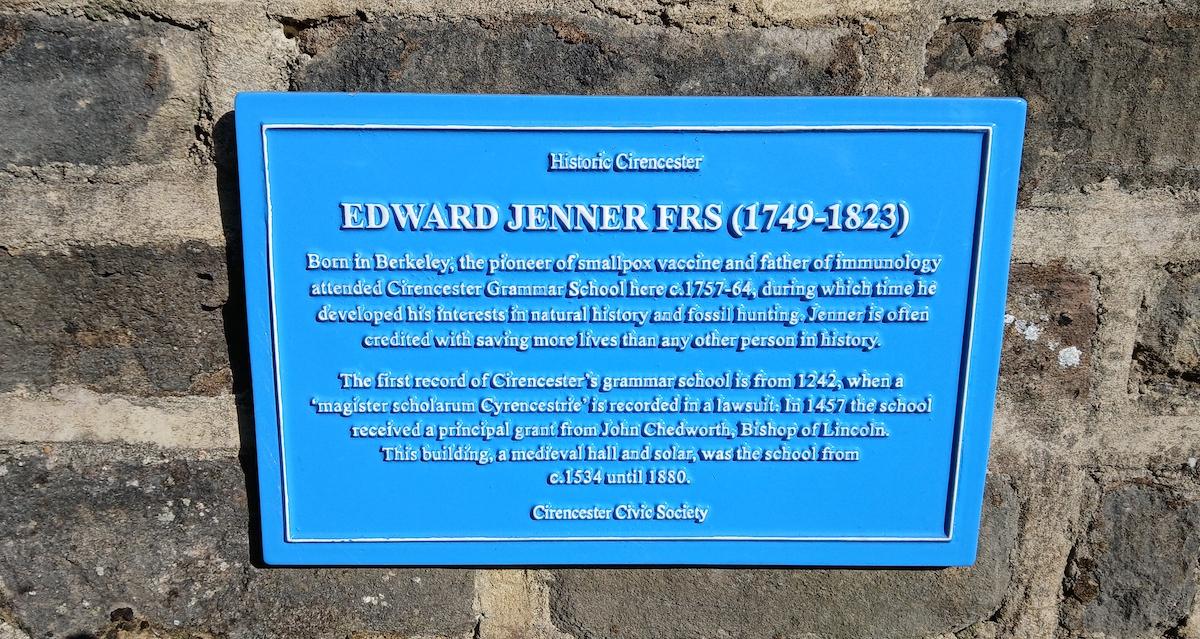 Historic Cirencester
EDWARD JENNER FRS (1749-1823)
Born in Berkeley, the pioneer of smallpox vaccine and father of immunology
attended Cirencester Grammar School here c.1757-64, during which time he
developed his interests in natural history and fossil hunting. Jenner is often
credited with saving more lives than any other person in history.
The first record of Cirencester's grammar school is from 1242, when a
'magister scholarum Cyrencestrie' is recorded in a lawsuit. In 1457 the school
received a principal grant from John Chedworth, Bishop of Lincoln.
This building, a medieval hall and solar, was the school from
c.1534 until 1880.
Cirencester Civic Society